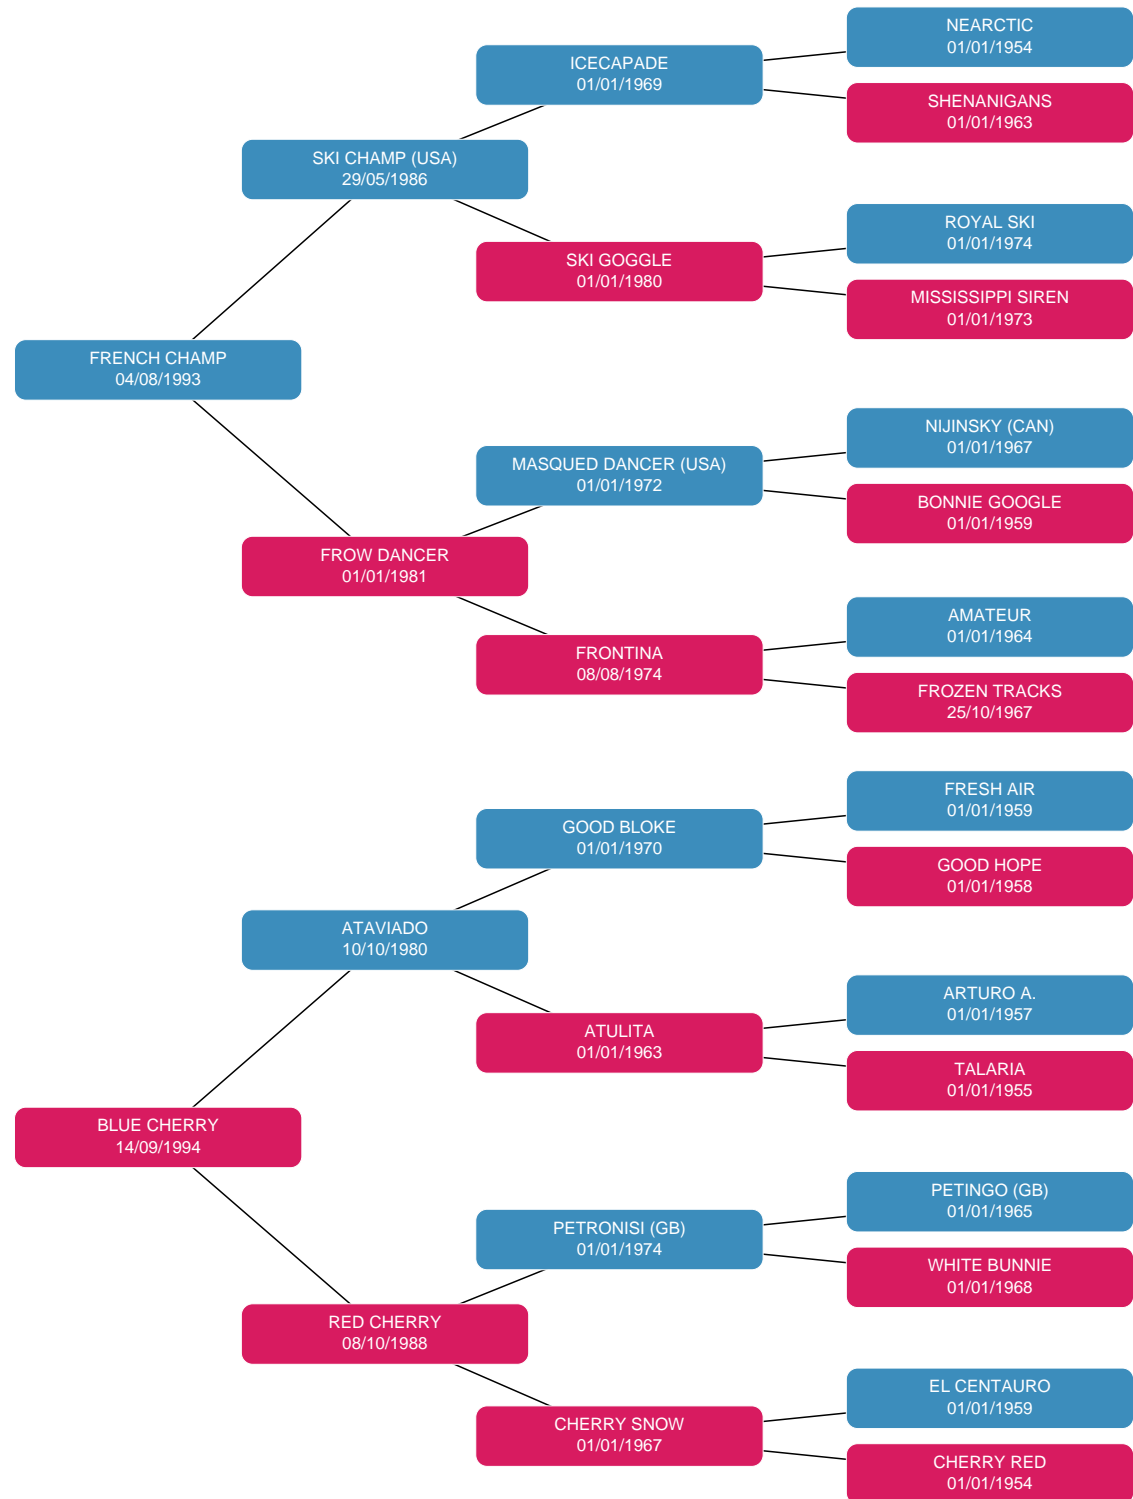 NEARCTIC
01/01/1954
ICECAPADE
01/01/1969
SHENANIGANS
01/01/1963
SKI CHAMP (USA)
29/05/1986
ROYAL SKI
01/01/1974
SKI GOGGLE
01/01/1980
MISSISSIPPI SIREN
01/01/1973
FRENCH CHAMP
04/08/1993
NIJINSKY (CAN)
01/01/1967
MASQUED DANCER (USA)
01/01/1972
BONNIE GOOGLE
01/01/1959
FROW DANCER
01/01/1981
AMATEUR
01/01/1964
FRONTINA
08/08/1974
FROZEN TRACKS
25/10/1967
FRESH AIR
01/01/1959
GOOD BLOKE
01/01/1970
GOOD HOPE
01/01/1958
ATAVIADO
10/10/1980
ARTURO A.
01/01/1957
ATULITA
01/01/1963
TALARIA
01/01/1955
BLUE CHERRY
14/09/1994
PETINGO (GB)
01/01/1965
PETRONISI (GB)
01/01/1974
WHITE BUNNIE
01/01/1968
RED CHERRY
08/10/1988
EL CENTAURO
01/01/1959
CHERRY SNOW
01/01/1967
CHERRY RED
01/01/1954